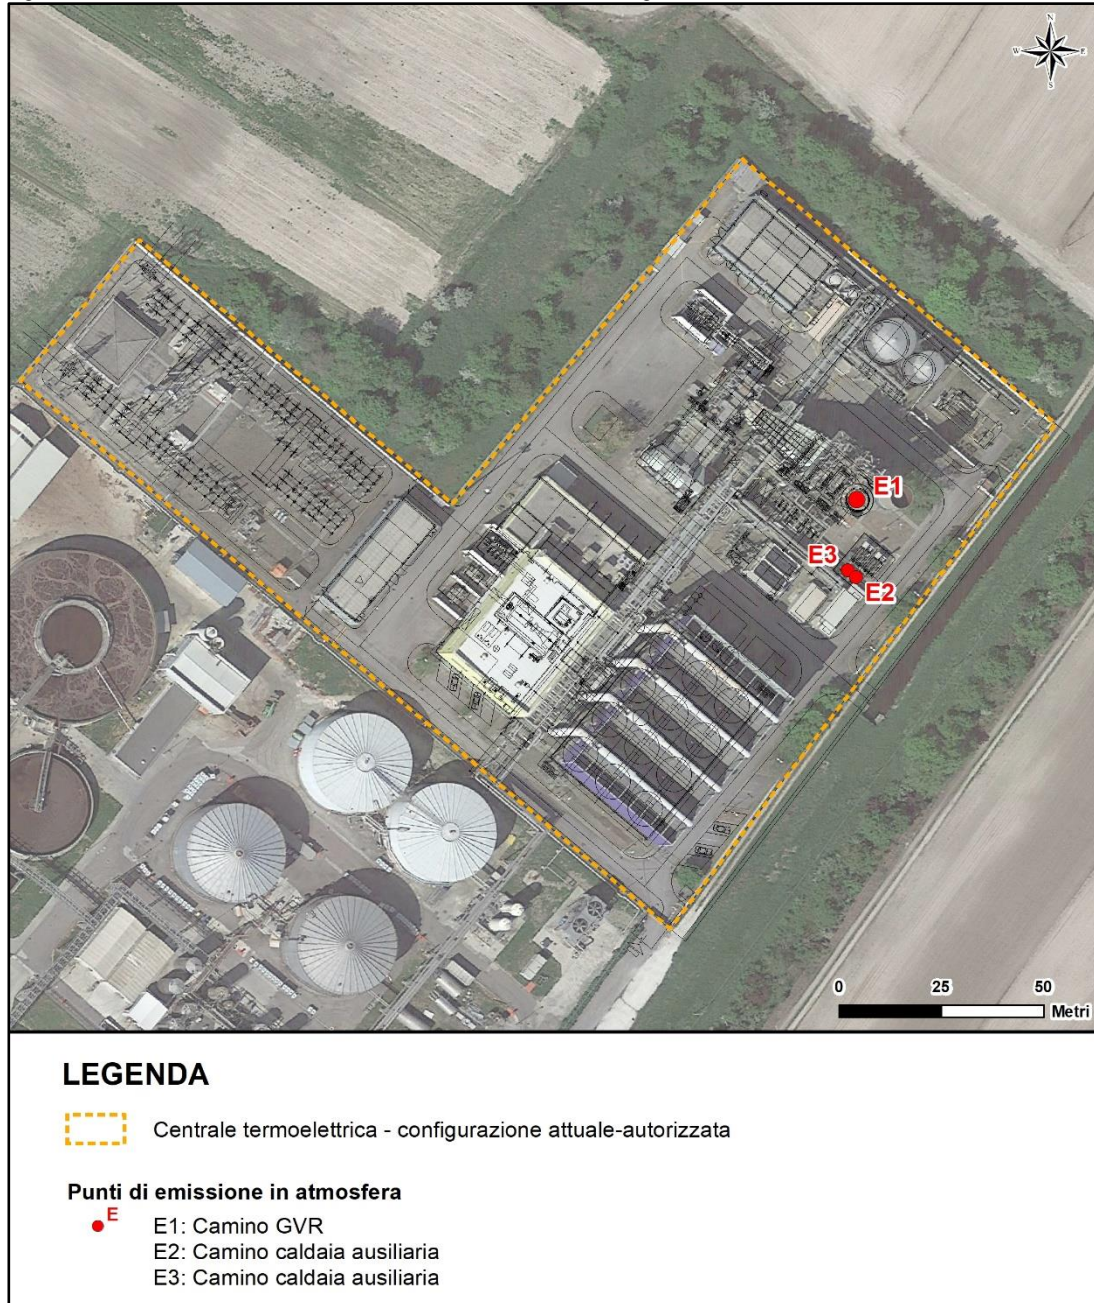 N
W E
S
E1
E3
E2
0 25 50
Metri
LEGENDA
Centrale termoelettrica - configurazione attuale-autorizzata
Punti di emissione in atmosfera
E
E1: Camino GVR
E2: Camino caldaia ausiliaria
E3: Camino caldaia ausiliaria